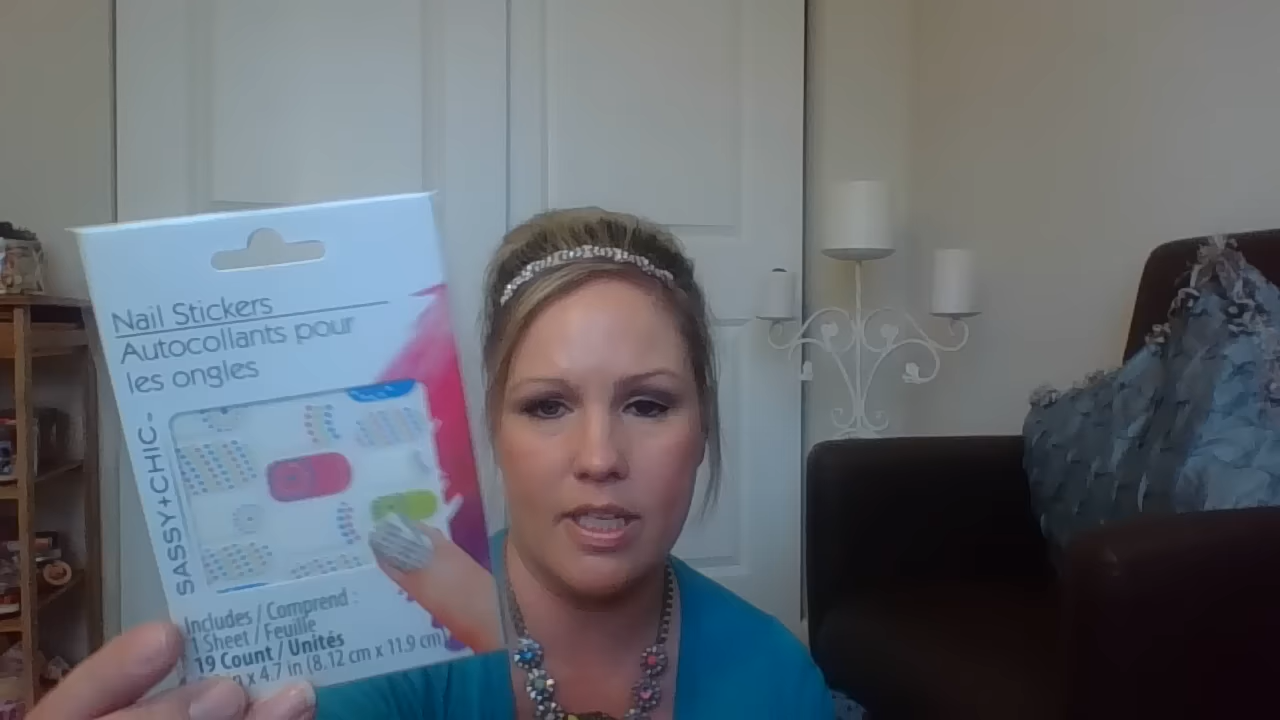 Nail Stickers
Autocollants pour
les ongles
SASSY+CHIC
Includes / Comprend :
1 Sheet / Feuille
19 Count / Unités
in x 4.7 in (8.12 cm x 11.9 cm)